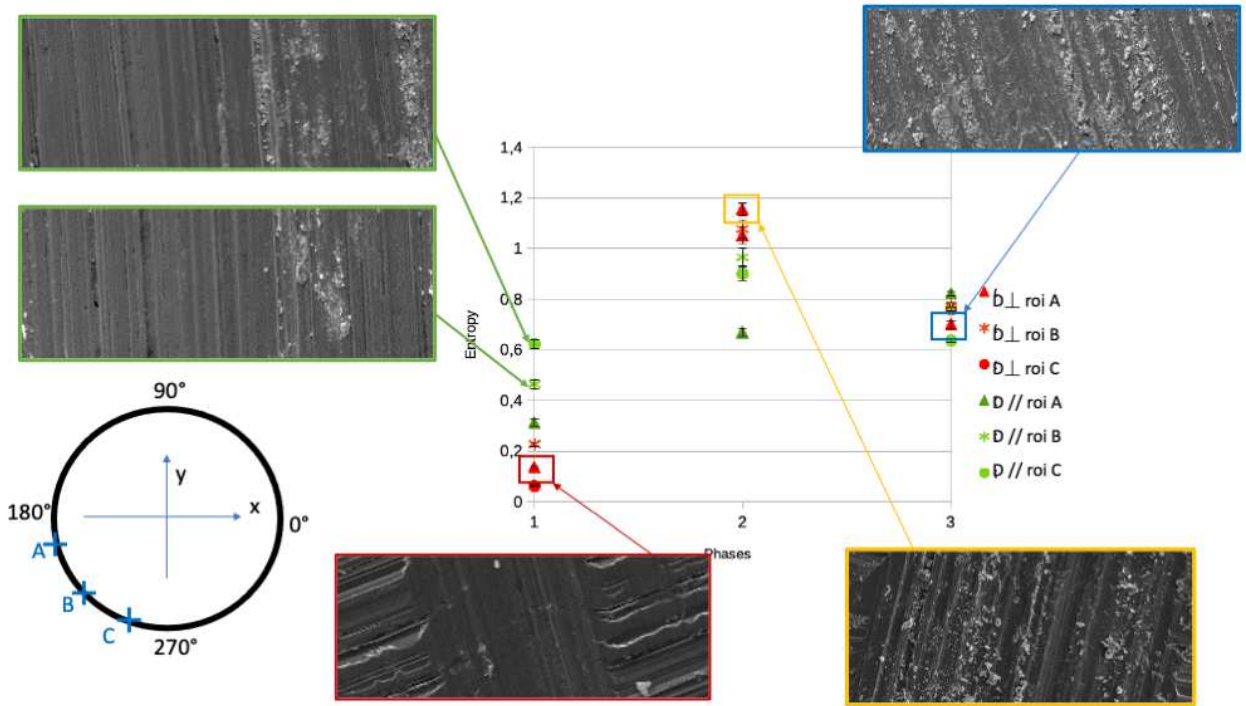 1,4
1,2
1
0,8
0,6
0,4
0,2
0
Entropy
1
2
3
Phases
D⊥ roi A
D⊥ roi B
D⊥ roi C
D // roi A
D // roi B
D // roi C
90°
y
x
180°
0°
A
B
C
270°